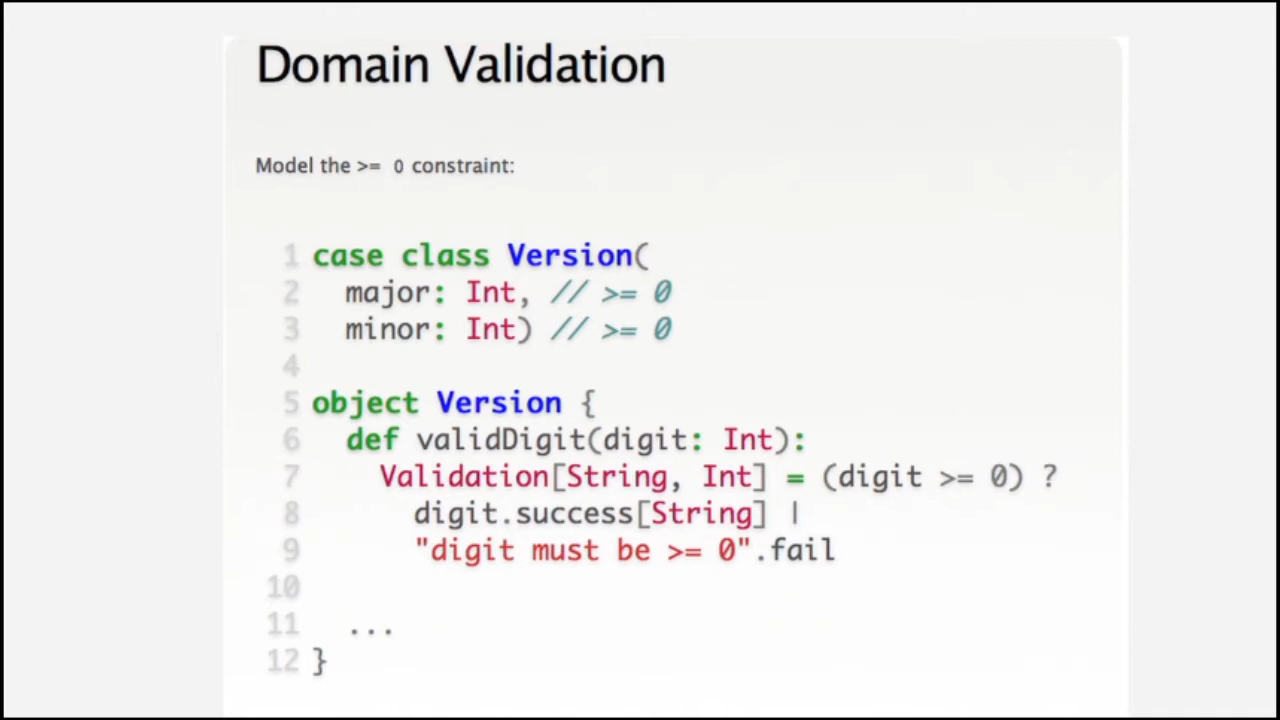 Domain Validation
Model the >= 0 constraint:
1 case class Version(
2   major: Int, // >= 0
3   minor: Int) // >= 0
4
5 object Version {
6   def validDigit(digit: Int):
7     Validation[String, Int] = (digit >= 0) ?
8       digit.success[String] |
9       "digit must be >= 0".fail
10
11   ...
12 }